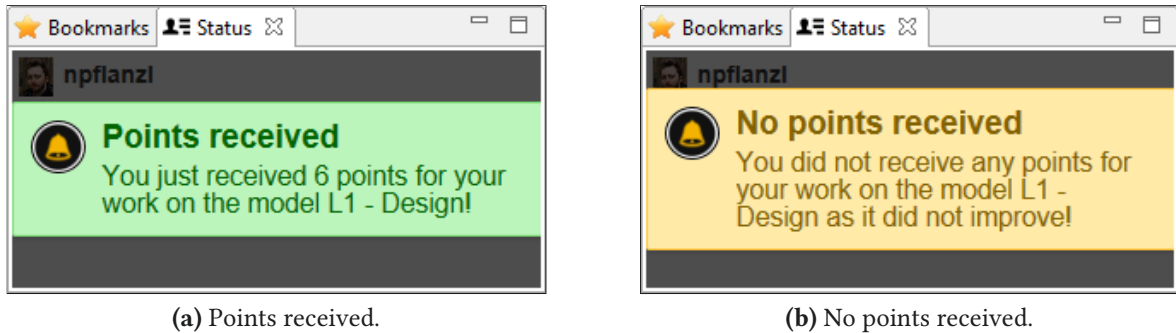 Bookmarks Status
npflanzl
Points received
You just received 6 points for your
work on the model L1 - Design!
(a) Points received.
Bookmarks Status
npflanzl
No points received
You did not receive any points for
your work on the model L1 -
Design as it did not improve!
(b) No points received.